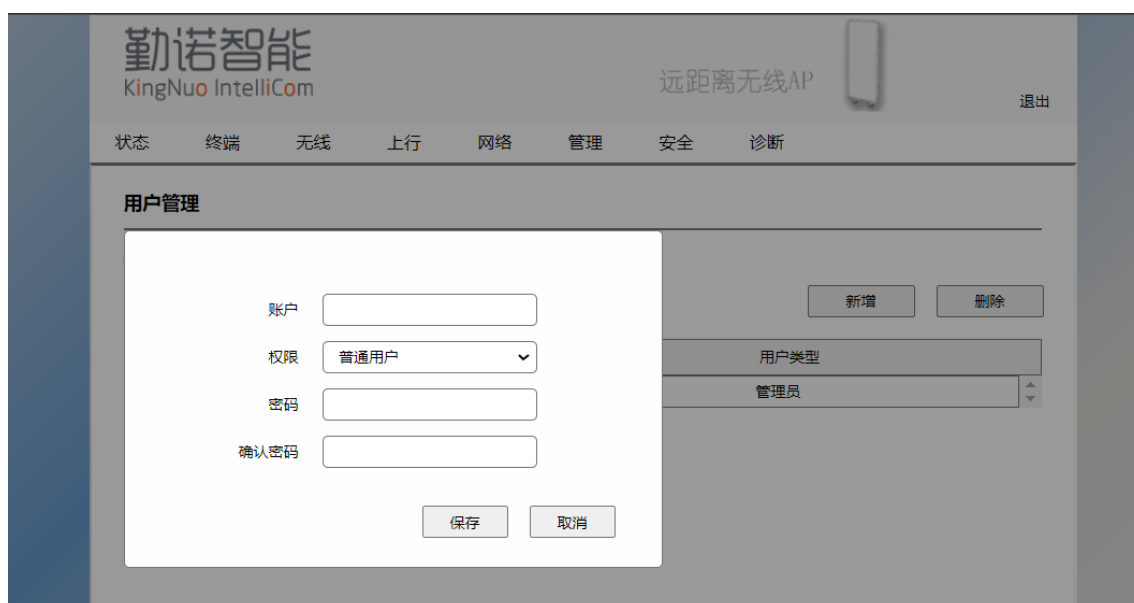 勤诺智能
KingNuo IntelliCom
远距离无线AP
退出
状态 终端 无线 上行 网络 管理 安全 诊断
用户管理
新增 删除
用户类型
管理员
账户
权限 普通用户
密码
确认密码
保存 取消